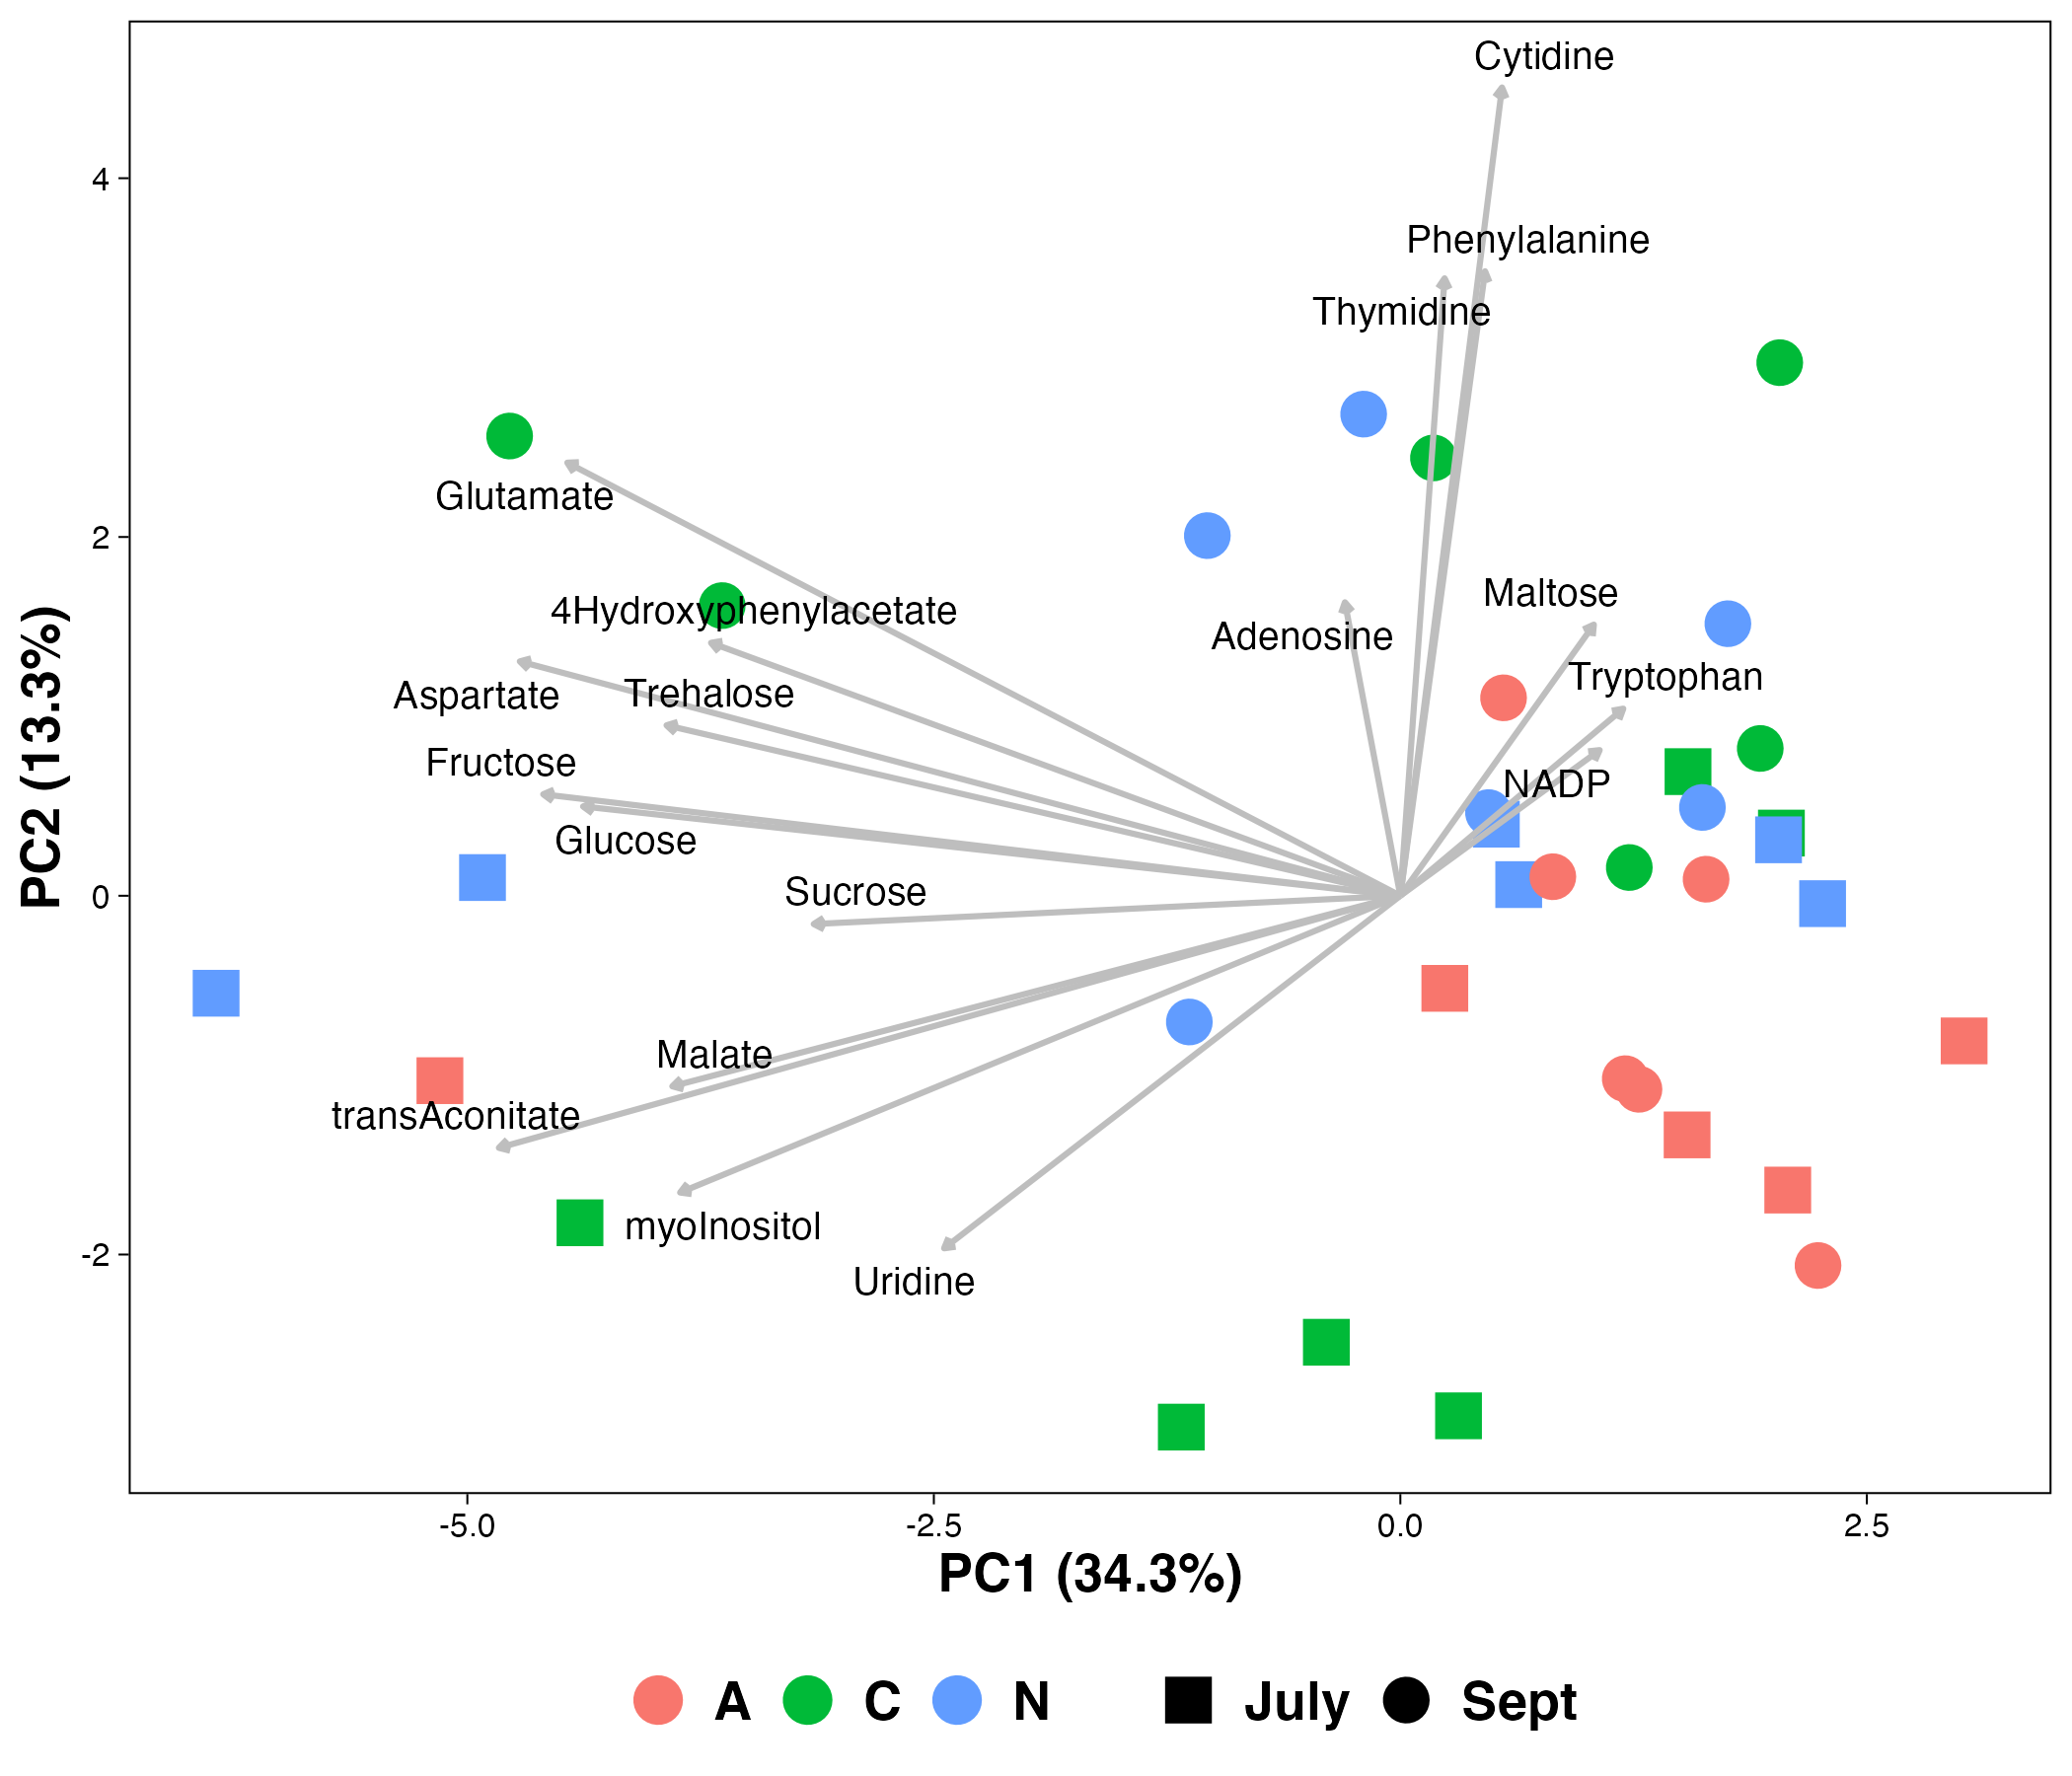 Cytidine
4
Phenylalanine
Thymidine
Glutamate
2
Maltose
4Hydroxyphenylacetate
Adenosine
Tryptophan
Aspartate
Trehalose
Fructose
NADP
Glucose
Sucrose
0
Malate
transAconitate
myoInositol
-2
Uridine
PC2 (13.3%)
-5.0 -2.5 0.0 2.5
PC1 (34.3%)
A C N July Sept